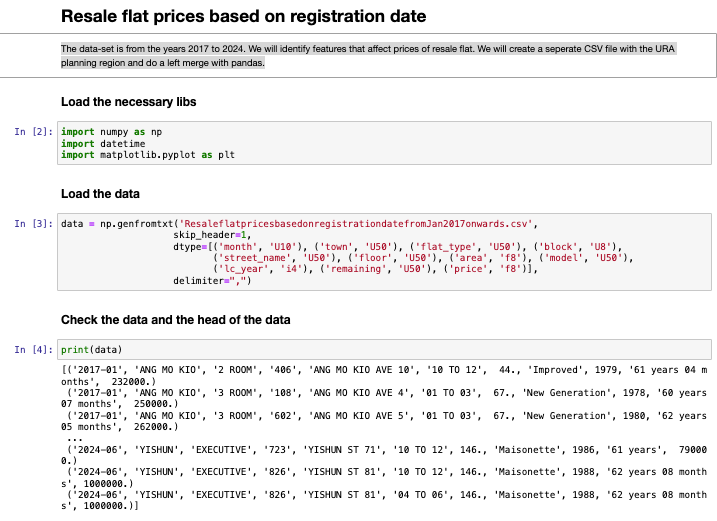 Resale flat prices based on registration date
The data-set is from the years 2017 to 2024. We will identify features that affect prices of resale flat. We will create a seperate CSV file with the URA
planning region and do a left merge with pandas.
Load the necessary libs
In [2]: import numpy as np
import datetime
import matplotlib.pyplot as plt
Load the data
In [3]: data = np.genfromtxt('ResaleflatpricesbasedonregistrationdatefromJan2017onwards.csv',
skip_header=1,
dtype=[('month', 'U10'), ('town', 'U50'), ('flat_type', 'U50'), ('block', 'U8'),
('street_name', 'U50'), ('floor', 'U50'), ('area', 'f8'), ('model', 'U50'),
('lc_year', 'i4'), ('remaining', 'U50'), ('price', 'f8')],
delimiter=",")
Check the data and the head of the data
In [4]: print(data)
[('2017-01', 'ANG MO KIO', '2 ROOM', '406', 'ANG MO KIO AVE 10', '10 TO 12', 44., 'Improved', 1979, '61 years 04 m
onths', 232000.)
('2017-01', 'ANG MO KIO', '3 ROOM', '108', 'ANG MO KIO AVE 4', '01 TO 03', 67., 'New Generation', 1978, '60 years
07 months', 250000.)
('2017-01', 'ANG MO KIO', '3 ROOM', '602', 'ANG MO KIO AVE 5', '01 TO 03', 67., 'New Generation', 1980, '62 years
05 months', 262000.)
...
('2024-06', 'YISHUN', 'EXECUTIVE', '723', 'YISHUN ST 71', '10 TO 12', 146., 'Maisonette', 1986, '61 years', 79000
0.)
('2024-06', 'YISHUN', 'EXECUTIVE', '826', 'YISHUN ST 81', '10 TO 12', 146., 'Maisonette', 1988, '62 years 08 month
s', 1000000.)
('2024-06', 'YISHUN', 'EXECUTIVE', '826', 'YISHUN ST 81', '04 TO 06', 146., 'Maisonette', 1988, '62 years 08 month
s', 1000000.)]